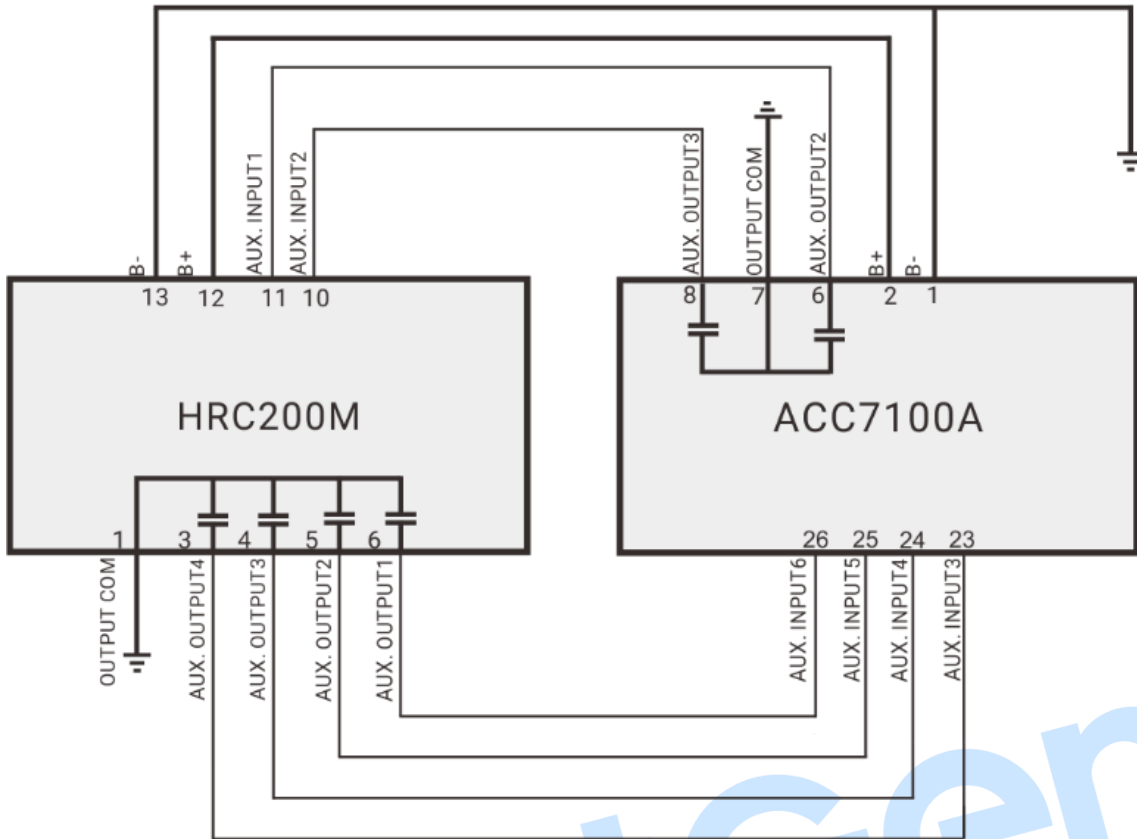 B-
B+
AUX. INPUT1
AUX. INPUT2
AUX. OUTPUT3
OUTPUT COM
AUX. OUTPUT2
B+
B-
13
12
11
10
8
7
6
2
1
HRC200M
ACC7100A
1
3
4
5
6
26
25
24
23
OUTPUT COM
AUX. OUTPUT4
AUX. OUTPUT3
AUX. OUTPUT2
AUX. OUTPUT1
AUX. INPUT6
AUX. INPUT5
AUX. INPUT4
AUX. INPUT3